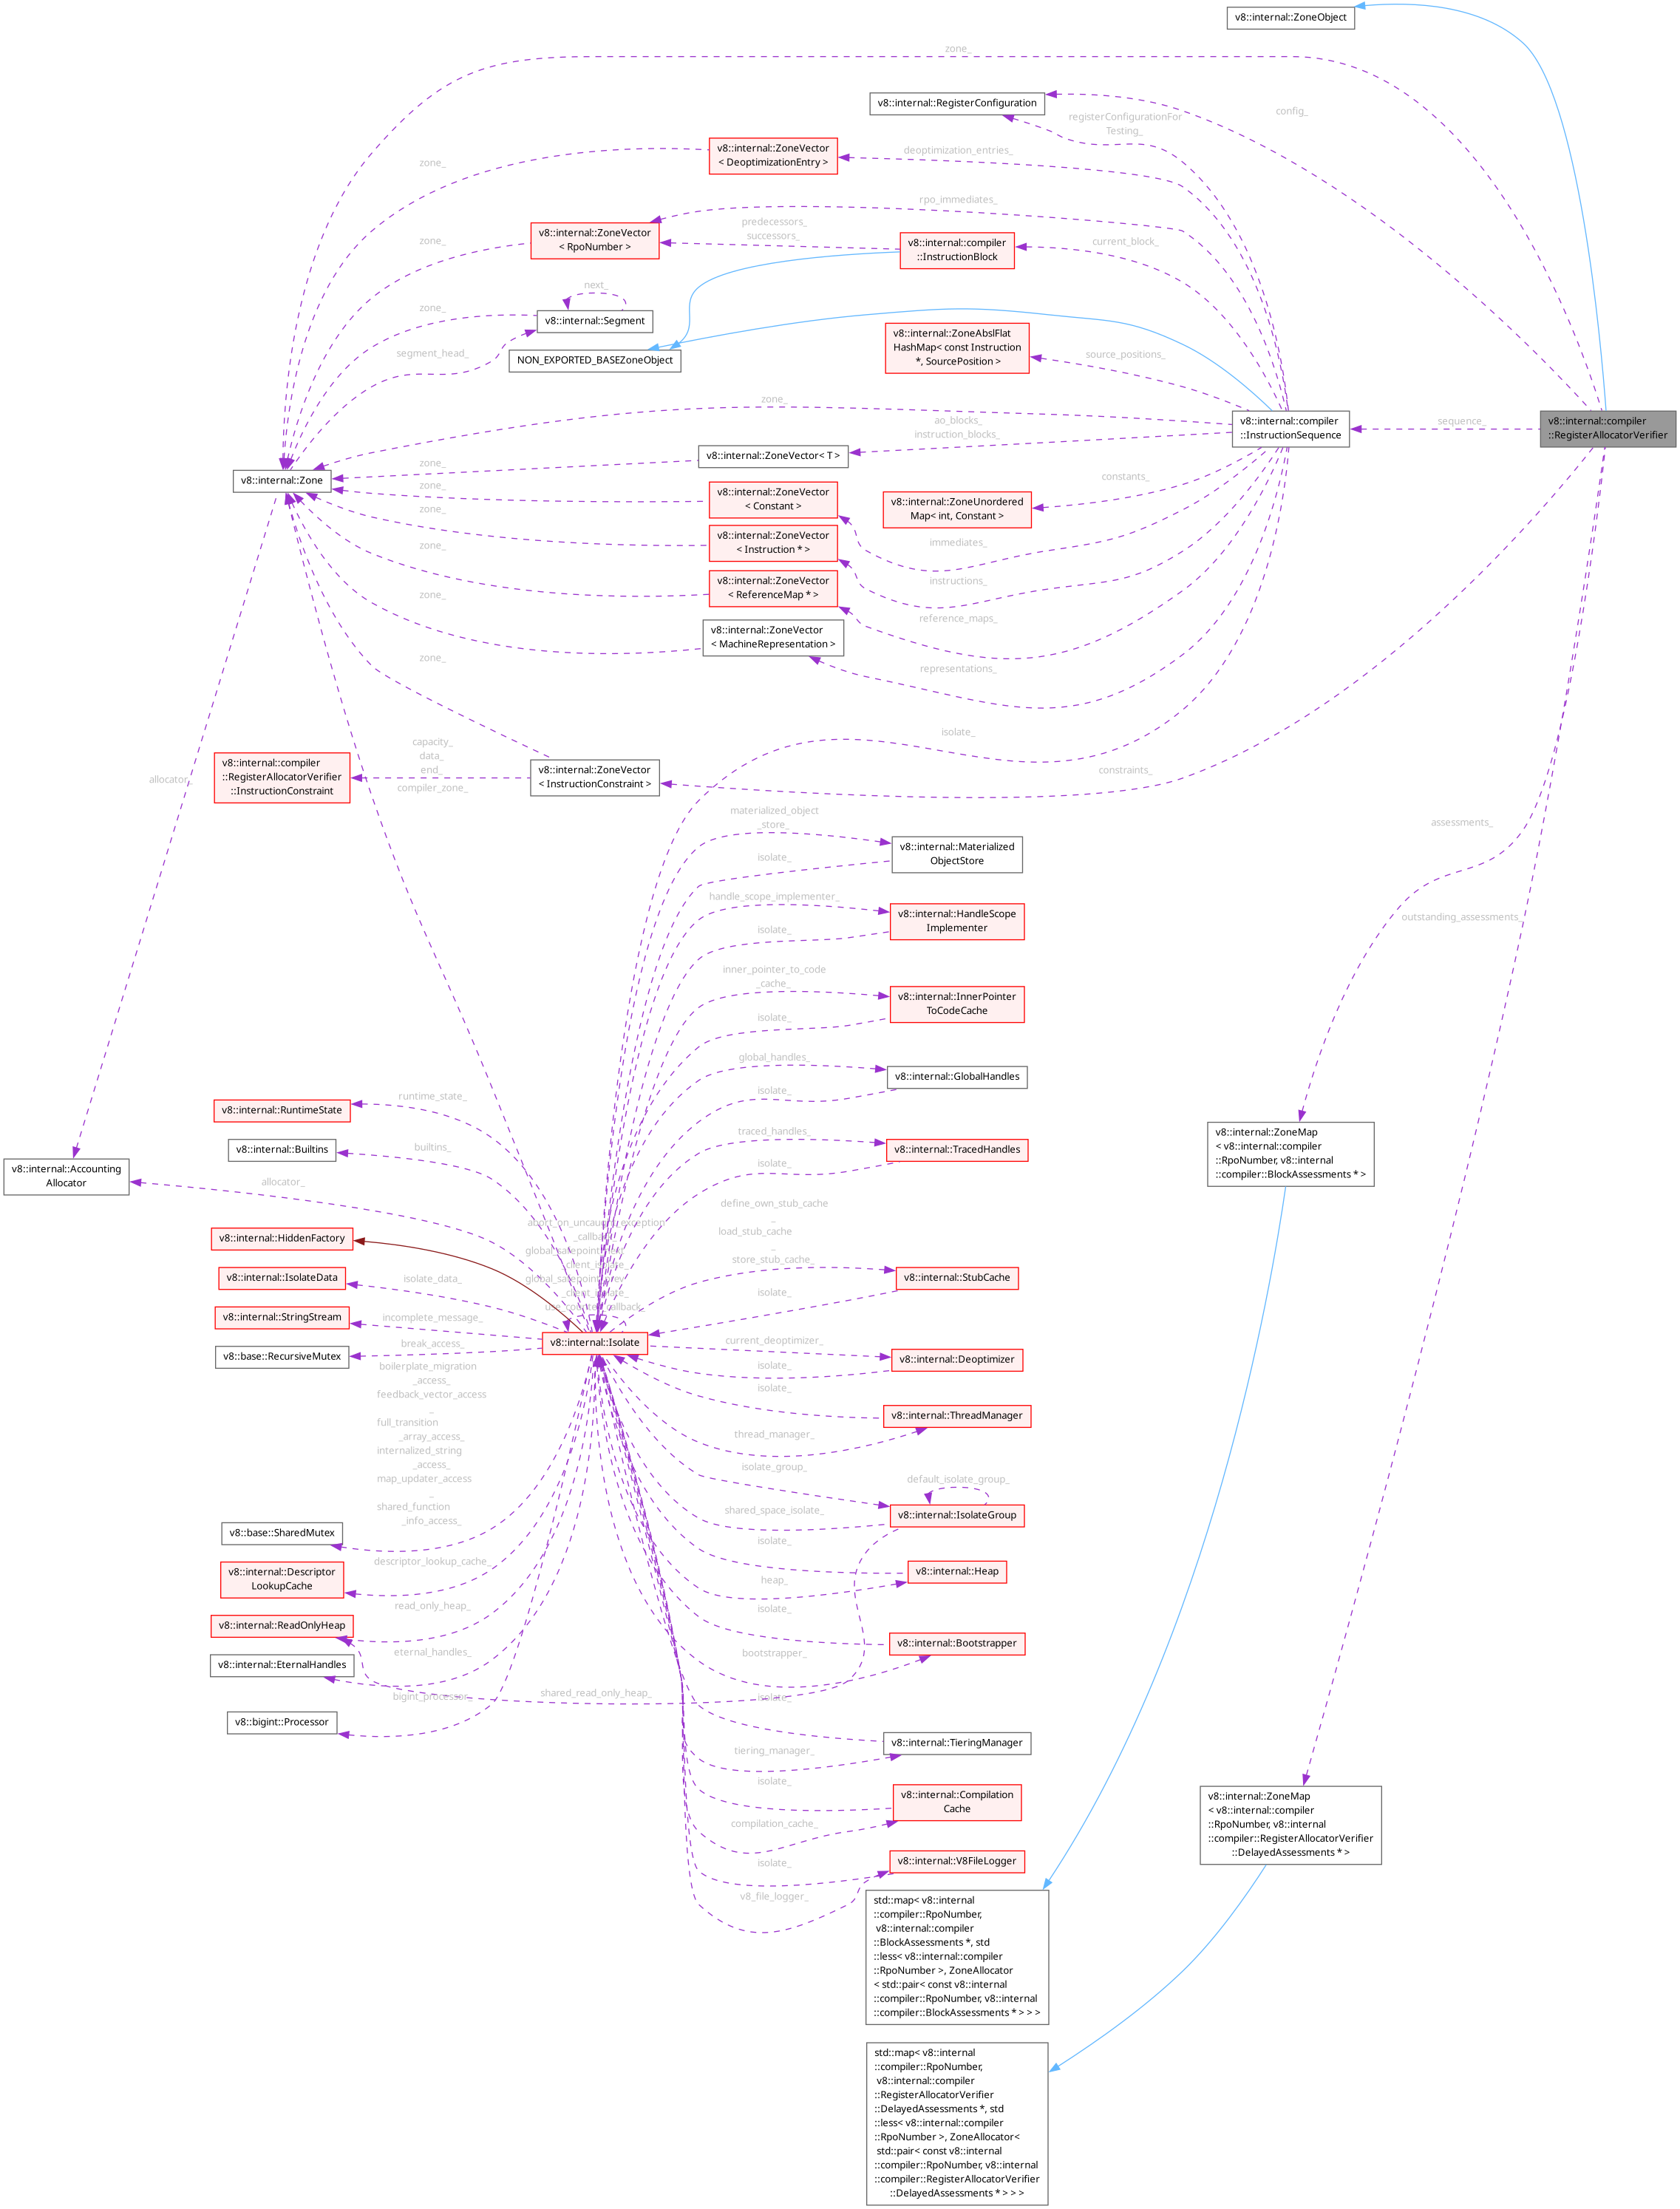 v8::internal::ZoneObject
zone_
v8::internal::RegisterConfiguration
config_
registerConfigurationFor
Testing_
v8::internal::ZoneVector
< DeoptimizationEntry >
deoptimization_entries_
zone_
rpo_immediates_
v8::internal::ZoneVector
< RpoNumber >
predecessors_
successors_
v8::internal::compiler
::InstructionBlock
current_block_
zone_
next_
v8::internal::Segment
zone_
segment_head_
NON_EXPORTED_BASEZoneObject
v8::internal::ZoneAbslFlat
HashMap< const Instruction
*, SourcePosition >
source_positions_
zone_
v8::internal::compiler
::InstructionSequence
sequence_
v8::internal::compiler
::RegisterAllocatorVerifier
ao_blocks_
instruction_blocks_
v8::internal::ZoneVector< T >
zone_
v8::internal::Zone
zone_
v8::internal::ZoneVector
< Constant >
v8::internal::ZoneUnordered
Map< int, Constant >
constants_
zone_
v8::internal::ZoneVector
< Instruction * >
immediates_
zone_
v8::internal::ZoneVector
< ReferenceMap * >
instructions_
zone_
v8::internal::ZoneVector
< MachineRepresentation >
reference_maps_
zone_
representations_
isolate_
allocator_
v8::internal::compiler
::RegisterAllocatorVerifier
::InstructionConstraint
capacity_
data_
end_
compiler_zone_
v8::internal::ZoneVector
< InstructionConstraint >
constraints_
materialized_object
_store_
v8::internal::Materialized
ObjectStore
isolate_
assessments_
handle_scope_implementer_
v8::internal::HandleScope
Implementer
isolate_
outstanding_assessments_
inner_pointer_to_code
_cache_
v8::internal::InnerPointer
ToCodeCache
isolate_
global_handles_
v8::internal::GlobalHandles
isolate_
v8::internal::RuntimeState
runtime_state_
v8::internal::Builtins
builtins_
traced_handles_
v8::internal::TracedHandles
isolate_
v8::internal::ZoneMap
< v8::internal::compiler
::RpoNumber, v8::internal
::compiler::BlockAssessments * >
v8::internal::Accounting
Allocator
allocator_
v8::internal::HiddenFactory
abort_on_uncaught_exception
_callback_
global_safepoint_next
_client_isolate_
global_safepoint_prev
_client_isolate_
use_counter_callback_
define_own_stub_cache
_
load_stub_cache
_
store_stub_cache_
v8::internal::IsolateData
isolate_data_
v8::internal::StubCache
isolate_
v8::internal::StringStream
incomplete_message_
v8::internal::Isolate
v8::base::RecursiveMutex
break_access_
current_deoptimizer_
v8::internal::Deoptimizer
isolate_
isolate_
v8::internal::ThreadManager
thread_manager_
boilerplate_migration
_access_
feedback_vector_access
_
full_transition
_array_access_
internalized_string
_access_
map_updater_access
_
shared_function
_info_access_
v8::base::SharedMutex
isolate_group_
default_isolate_group_
v8::internal::IsolateGroup
shared_space_isolate_
isolate_
v8::internal::Heap
heap_
v8::internal::Descriptor
LookupCache
descriptor_lookup_cache_
v8::internal::ReadOnlyHeap
read_only_heap_
isolate_
v8::internal::Bootstrapper
bootstrapper_
v8::internal::EternalHandles
eternal_handles_
shared_read_only_heap_
isolate_
v8::bigint::Processor
bigint_processor_
v8::internal::TieringManager
tiering_manager_
isolate_
v8::internal::Compilation
Cache
compilation_cache_
isolate_
v8::internal::V8FileLogger
v8_file_logger_
v8::internal::ZoneMap
< v8::internal::compiler
::RpoNumber, v8::internal
::compiler::RegisterAllocatorVerifier
::DelayedAssessments * >
std::map< v8::internal
::compiler::RpoNumber,
v8::internal::compiler
::BlockAssessments *, std
::less< v8::internal::compiler
::RpoNumber >, ZoneAllocator
< std::pair< const v8::internal
::compiler::RpoNumber, v8::internal
::compiler::BlockAssessments * > > >
std::map< v8::internal
::compiler::RpoNumber,
v8::internal::compiler
::RegisterAllocatorVerifier
::DelayedAssessments *, std
::less< v8::internal::compiler
::RpoNumber >, ZoneAllocator<
std::pair< const v8::internal
::compiler::RpoNumber, v8::internal
::compiler::RegisterAllocatorVerifier
::DelayedAssessments * > > >